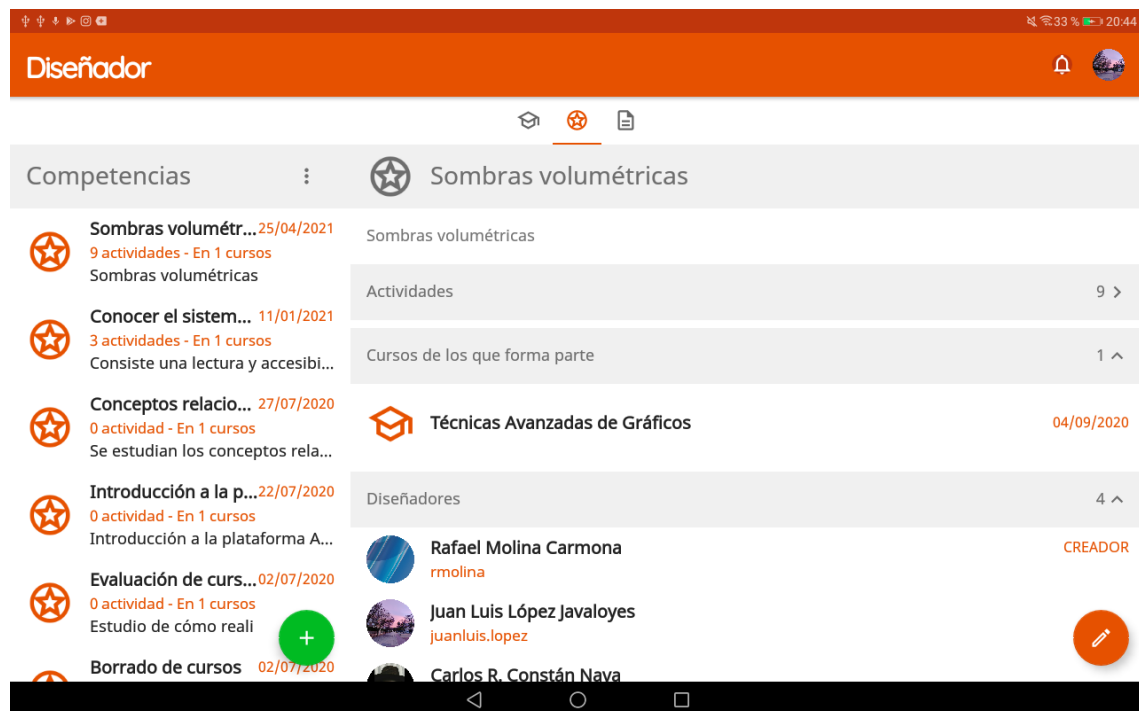 33 % 20:44
Diseñador
Competencias
Sombras volumétr... 25/04/2021
9 actividades - En 1 cursos
Sombras volumétricas
Conocer el sistem... 11/01/2021
3 actividades - En 1 cursos
Consiste una lectura y accesibi...
Conceptos relacio... 27/07/2020
0 actividad - En 1 cursos
Se estudian los conceptos rela...
Introducción a la p... 22/07/2020
0 actividad - En 1 cursos
Introducción a la plataforma A...
Evaluación de curs... 02/07/2020
0 actividad - En 1 cursos
Estudio de cómo reali
Borrado de cursos 02/07/2020
Sombras volumétricas
Sombras volumétricas
Actividades 9
Cursos de los que forma parte 1
Técnicas Avanzadas de Gráficos 04/09/2020
Diseñadores 4
Rafael Molina Carmona CREADOR
rmolina
Juan Luis López Javaloyes
juanluis.lopez
Carlos R. Constán Nava